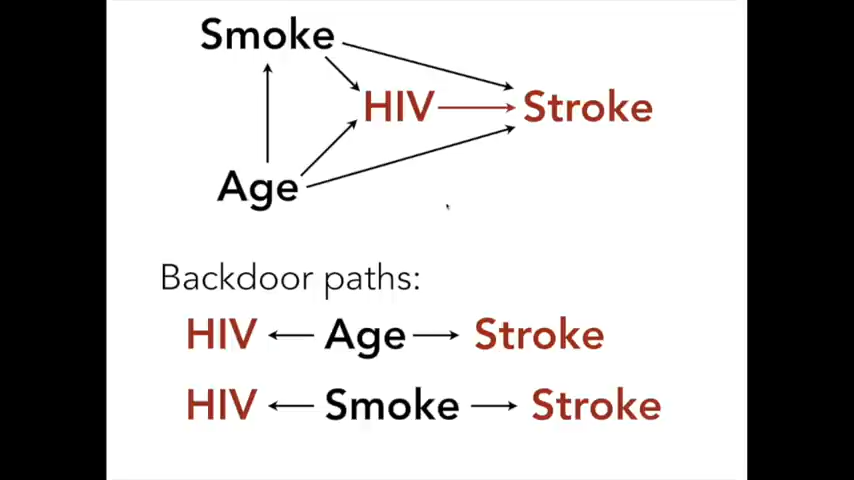 Smoke
HIV Stroke
Age
Backdoor paths:
HIV ← Age → Stroke
HIV ← Smoke → Stroke